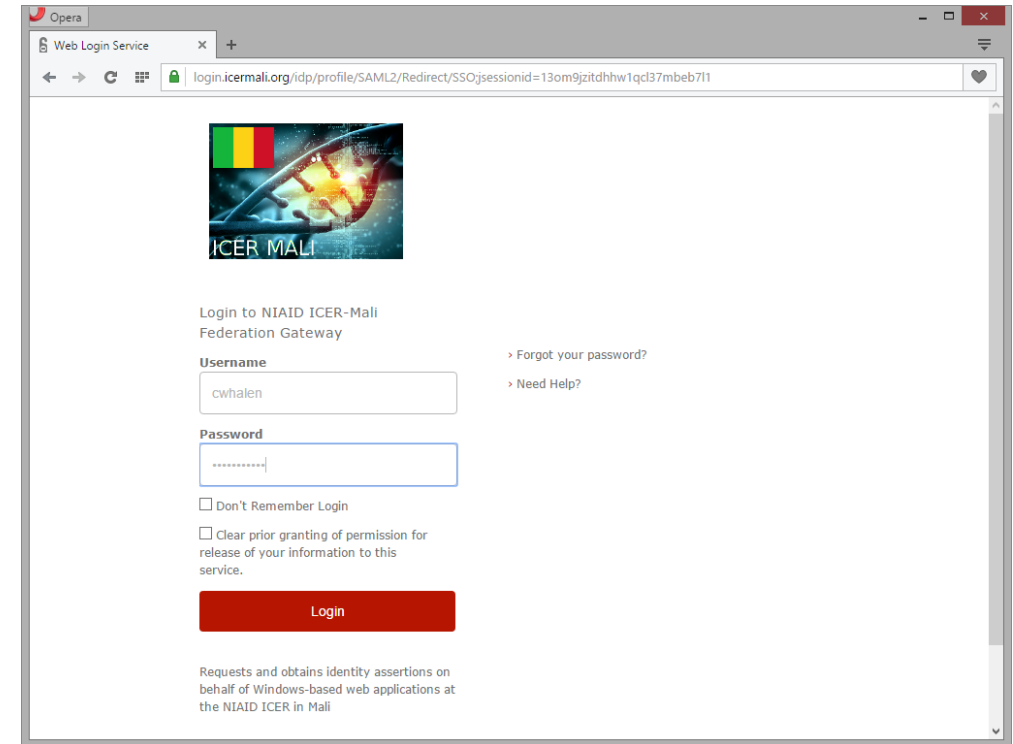 Opera
Web Login Service
login.icermali.org/idp/profile/SAML2/Redirect/SSO;jsessionid=13om9jzitdhhw1qcl37mbeb7l1
ICER MALI
Login to NIAID ICER-Mali
Federation Gateway
Username
cwhalen
Password
•••••••••••
Don't Remember Login
Clear prior granting of permission for
release of your information to this
service.
Login
› Forgot your password?
› Need Help?
Requests and obtains identity assertions on
behalf of Windows-based web applications at
the NIAID ICER in Mali